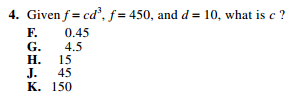 4. Given f = cd³, f = 450, and d = 10, what is c ?
F. 0.45
G. 4.5
H. 15
J. 45
K. 150